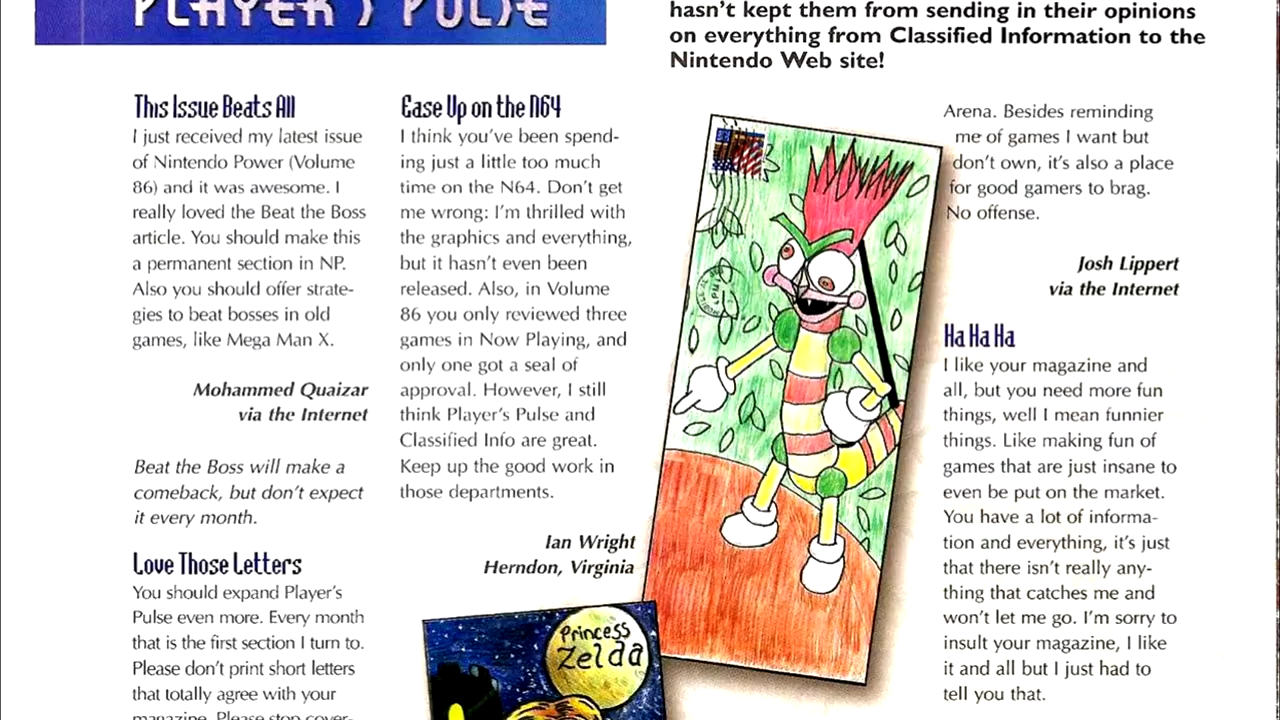 PLAYER'S PULSE
hasn't kept them from sending in their opinions
on everything from Classified Information to the
Nintendo Web site!
This Issue Beats All
I just received my latest issue
of Nintendo Power (Volume
86) and it was awesome. I
really loved the Beat the Boss
article. You should make this
a permanent section in NP.
Also you should offer strate-
gies to beat bosses in old
games, like Mega Man X.
Mohammed Quaizar
via the Internet
Beat the Boss will make a
comeback, but don't expect
it every month.
Love Those Letters
You should expand Player's
Pulse even more. Every month
that is the first section I turn to.
Please don't print short letters
that totally agree with your
magazine. Please stop cover-
Ease Up on the N64
I think you've been spend-
ing just a little too much
time on the N64. Don't get
me wrong: I'm thrilled with
the graphics and everything,
but it hasn't even been
released. Also, in Volume
86 you only reviewed three
games in Now Playing, and
only one got a seal of
approval. However, I still
think Player's Pulse and
Classified Info are great.
Keep up the good work in
those departments.
Ian Wright
Herndon, Virginia
Princess
Zelda
Arena. Besides reminding
me of games I want but
don't own, it's also a place
for good gamers to brag.
No offense.
Josh Lippert
via the Internet
Ha Ha Ha
I like your magazine and
all, but you need more fun
things, well I mean funnier
things. Like making fun of
games that are just insane to
even be put on the market.
You have a lot of informa-
tion and everything, it's just
that there isn't really any-
thing that catches me and
won't let me go. I'm sorry to
insult your magazine, I like
it and all but I just had to
tell you that.